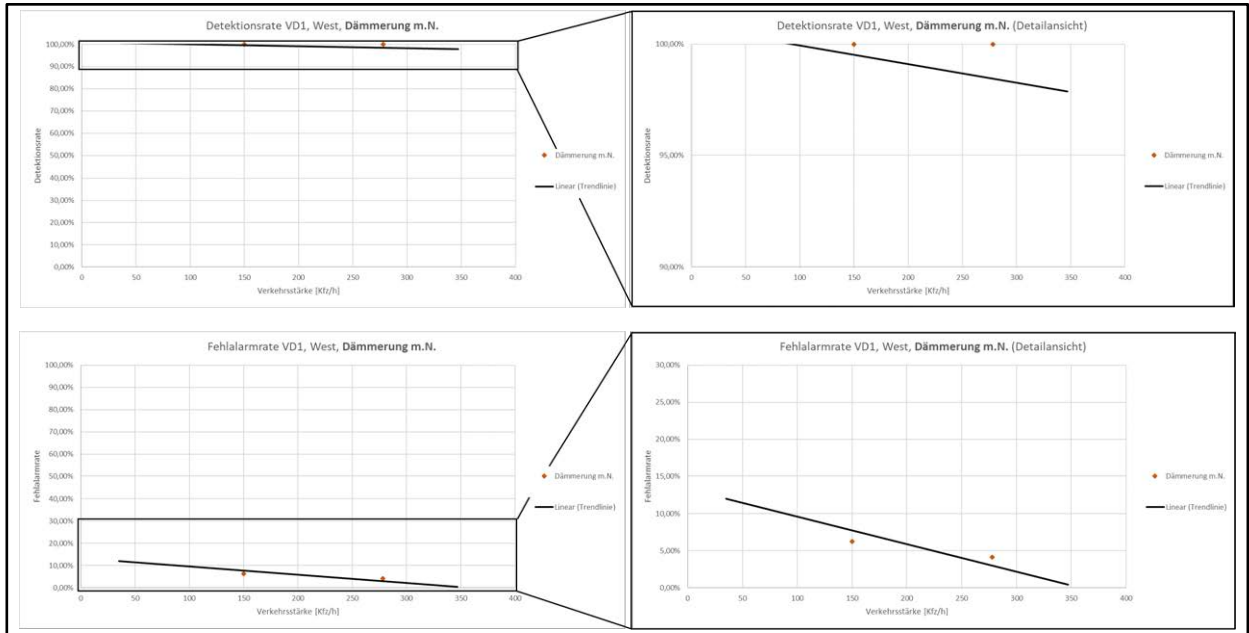 Detektionsrate VD1, West, Dämmerung m.N.
100,00%
90,00%
80,00%
70,00%
60,00%
50,00%
40,00%
30,00%
20,00%
10,00%
0,00%
Detektionsrate
0 50 100 150 200 250 300 350 400
Verkehrsstärke [Kfz/h]
Dämmerung m.N.
Linear (Trendlinie)
Detektionsrate VD1, West, Dämmerung m.N. (Detailansicht)
100,00%
95,00%
90,00%
Detektionsrate
0 50 100 150 200 250 300 350 400
Verkehrsstärke [Kfz/h]
Dämmerung m.N.
Linear (Trendlinie)
Fehlalarmrate VD1, West, Dämmerung m.N.
100,00%
90,00%
80,00%
70,00%
60,00%
50,00%
40,00%
30,00%
20,00%
10,00%
0,00%
Fehlalarmrate
0 50 100 150 200 250 300 350 400
Verkehrsstärke [Kfz/h]
Dämmerung m.N.
Linear (Trendlinie)
Fehlalarmrate VD1, West, Dämmerung m.N. (Detailansicht)
30,00%
25,00%
20,00%
15,00%
10,00%
5,00%
0,00%
Fehlalarmrate
0 50 100 150 200 250 300 350 400
Verkehrsstärke [Kfz/h]
Dämmerung m.N.
Linear (Trendlinie)